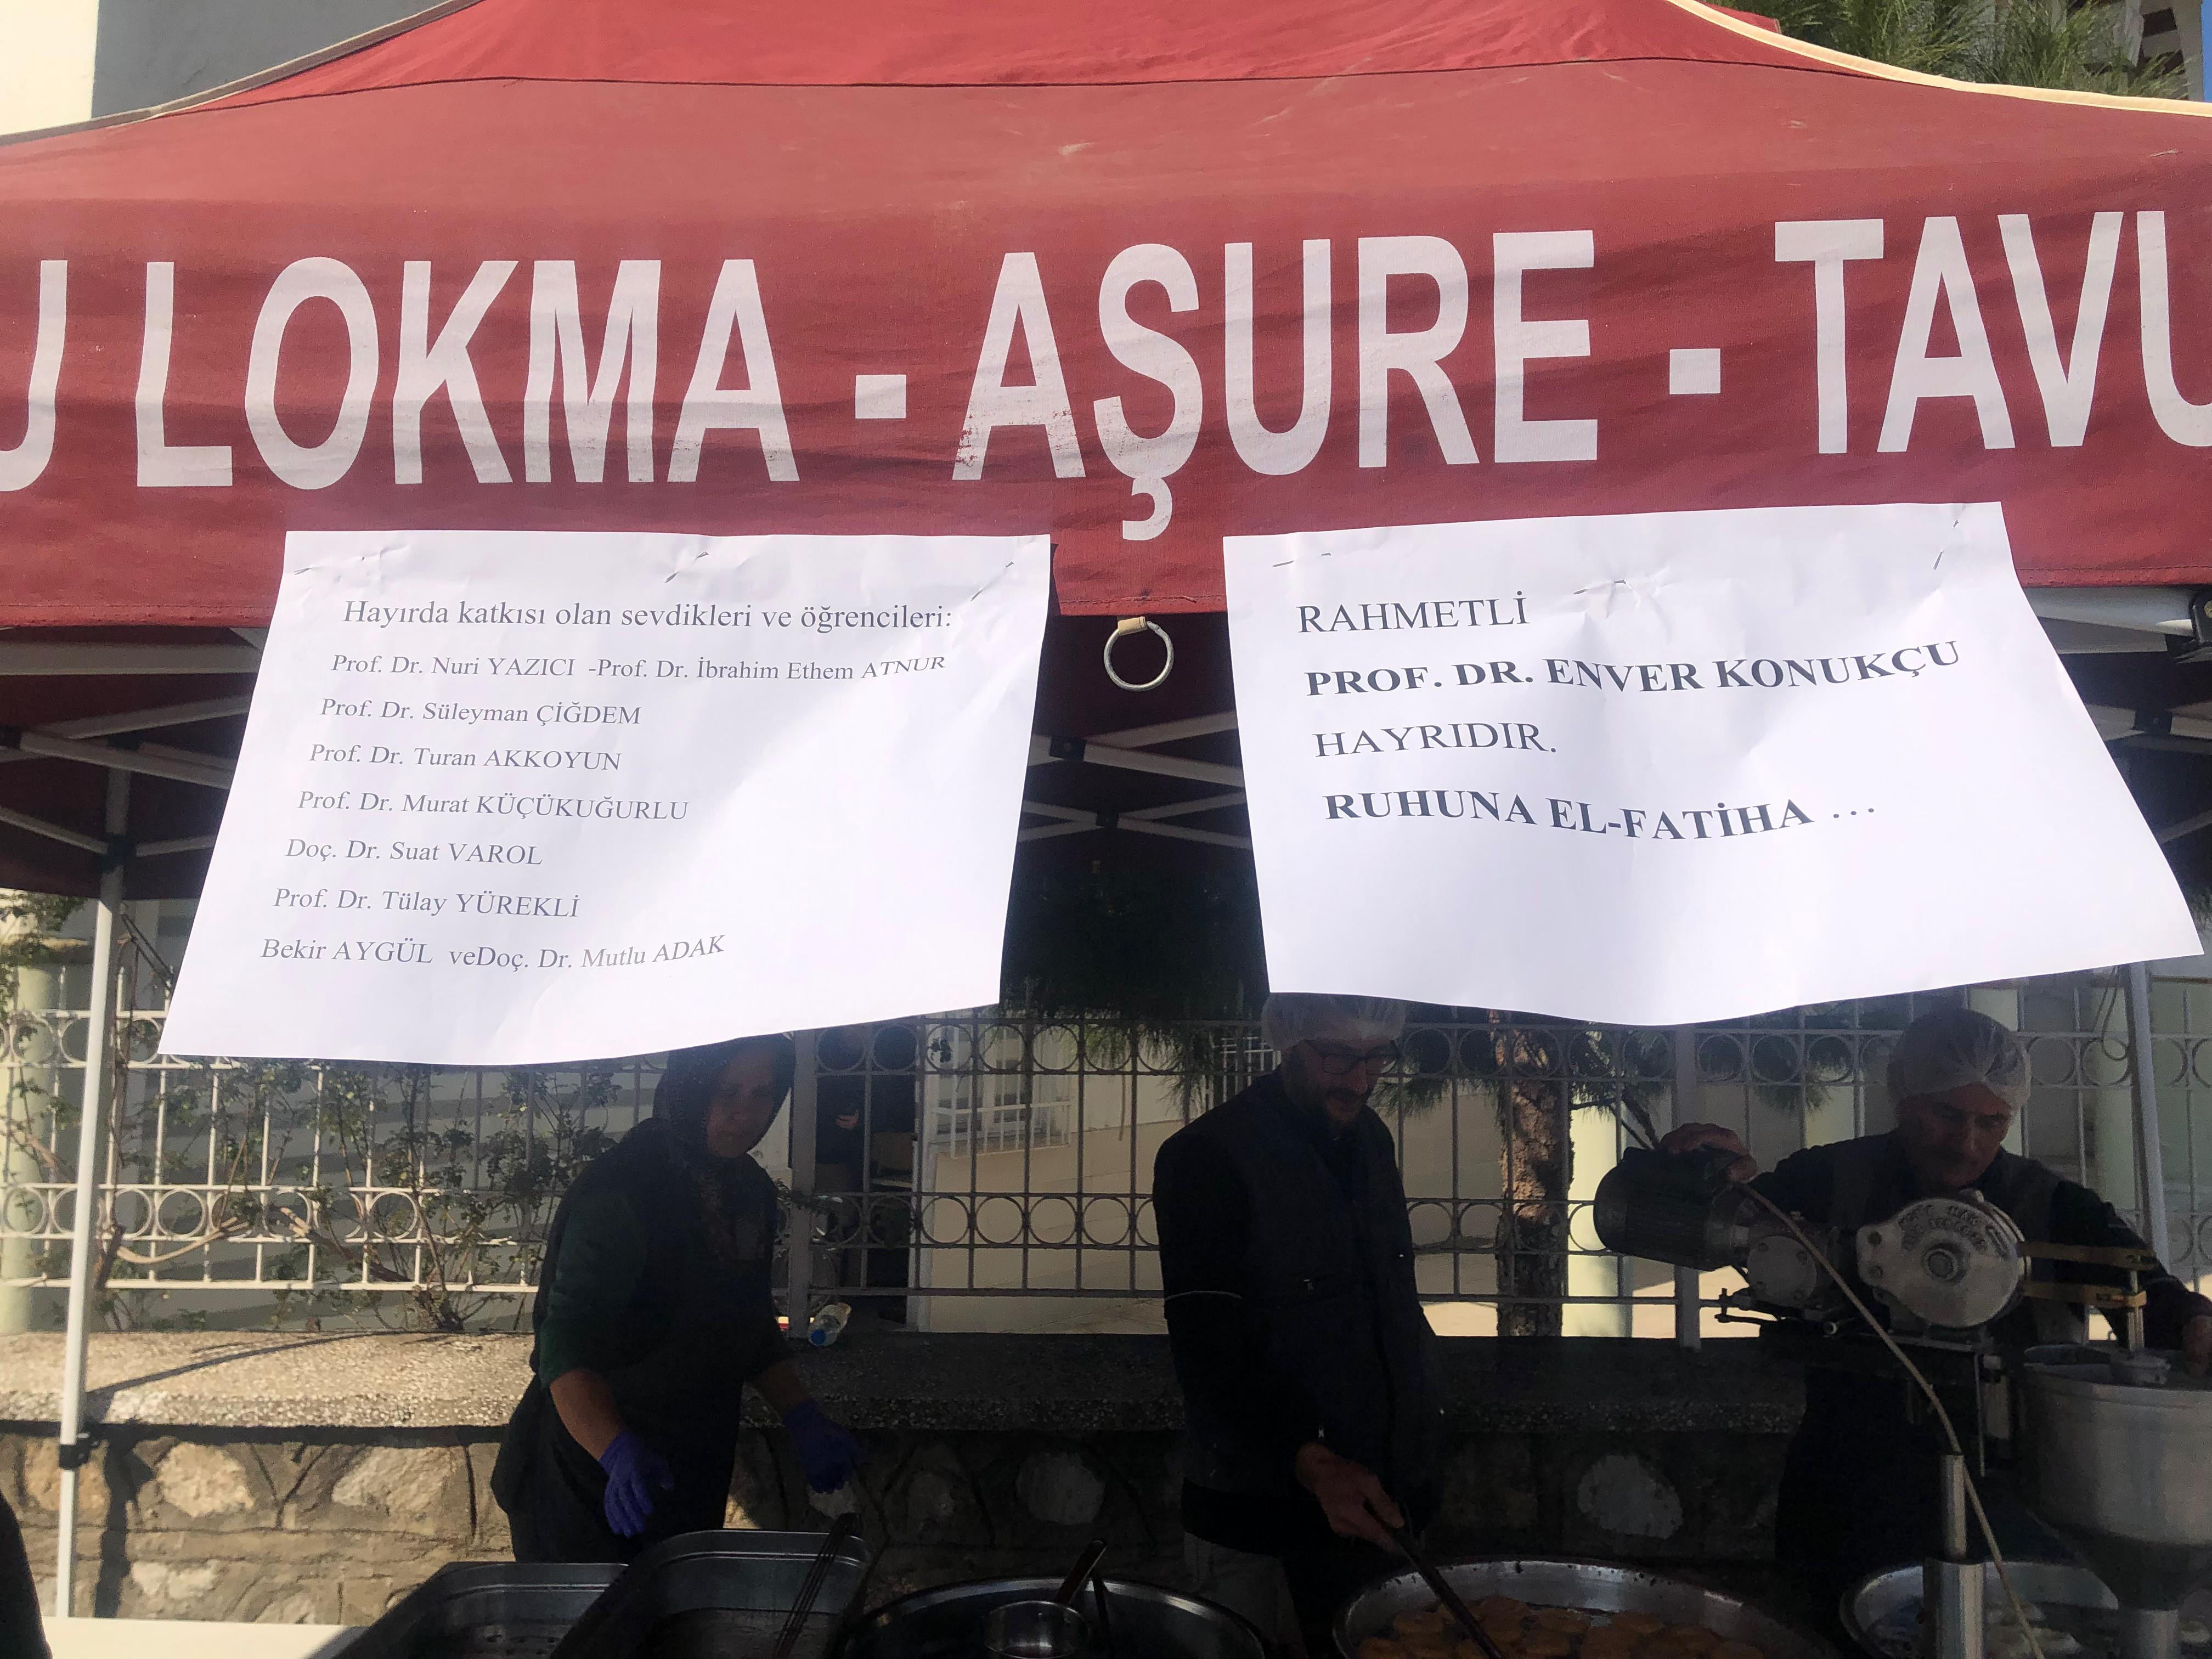 U LOKMA - AŞURE - TAVU
Hayırda katkısı olan sevdikleri ve öğrencileri:
Prof. Dr. Nuri YAZICI -Prof. Dr. İbrahim Ethem ATNUR
Prof. Dr. Süleyman ÇİĞDEM
Prof. Dr. Turan AKKOYUN
Prof. Dr. Murat KÜÇÜKUĞURLU
Doç. Dr. Suat VAROL
Prof. Dr. Tülay YÜREKLİ
Bekir AYGÜL veDoç. Dr. Mutlu ADAK
RAHMETLİ
PROF. DR. ENVER KONUKÇU
HAYRIDIR.
RUHUNA EL-FATİHA …